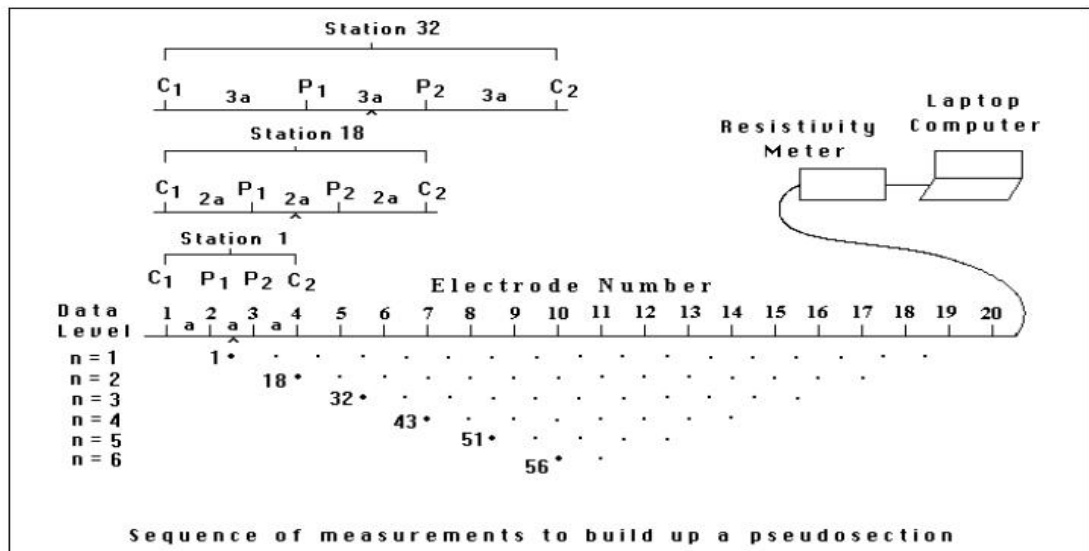 Station 32
C1 P1 P2 C2
3a 3a 3a
Station 18
C1 P1 P2 C2
2a 2a 2a
Station 1
C1 P1 P2 C2
Resistivity Meter
Laptop Computer
Electrode Number
Data Level
1 2 3 4 5 6 7 8 9 10 11 12 13 14 15 16 17 18 19 20
a a a
n = 1 1
n = 2 18
n = 3 32
n = 4 43
n = 5 51
n = 6 56
Sequence of measurements to build up a pseudosection